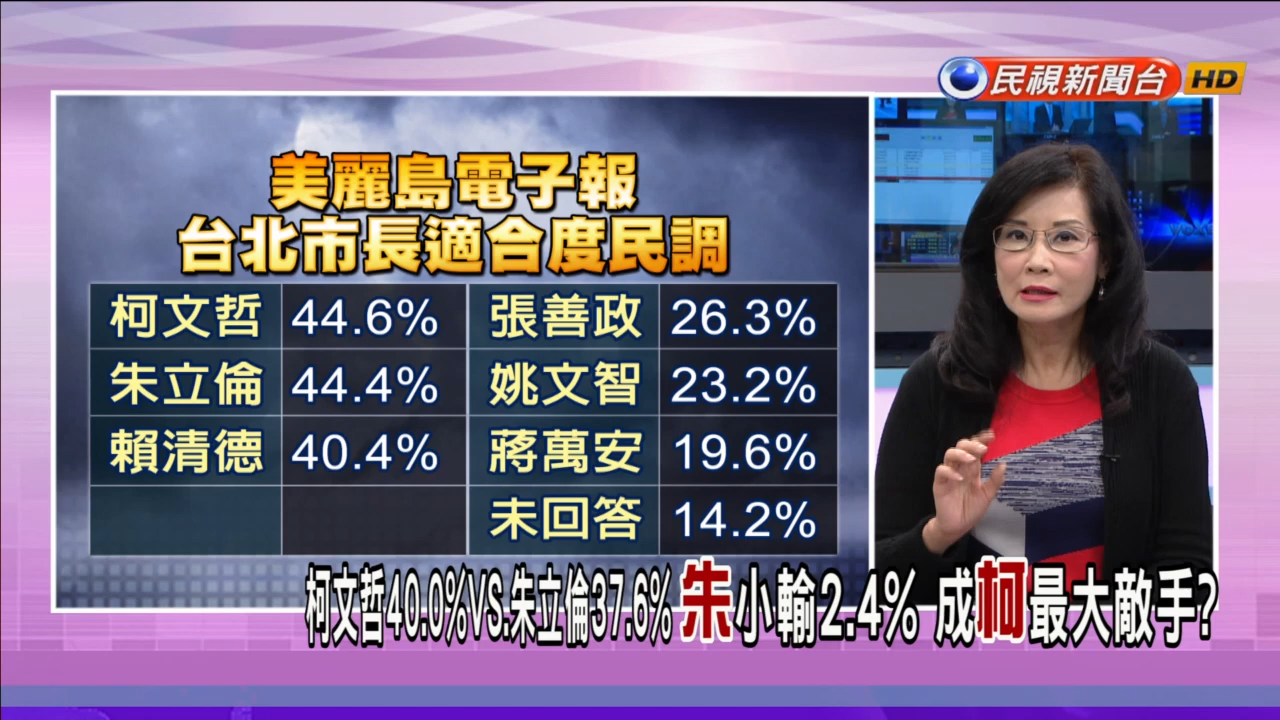 民視新聞台 HD
美麗島電子報
台北市長適合度民調
柯文哲 44.6% 張善政 26.3%
朱立倫 44.4% 姚文智 23.2%
賴清德 40.4% 蔣萬安 19.6%
未回答 14.2%
柯文哲40.0%VS.朱立倫37.6% 朱小輸2.4% 成柯最大敵手?